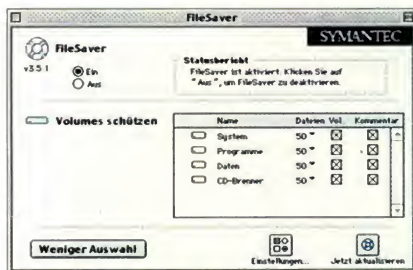 FileSaver
SYMANTEC
FileSaver
v3.5.1
Ein
Aus
Statusbericht
FileSaver ist aktiviert. Klicken Sie auf
"Aus", um FileSaver zu deaktivieren.
Volumes schützen
Name Dateien Vol. Kommentar
System 50
Programme 50
Daten 50
CD-Brenner 50
Weniger Auswahl
Einstellungen... Jetzt aktualisieren